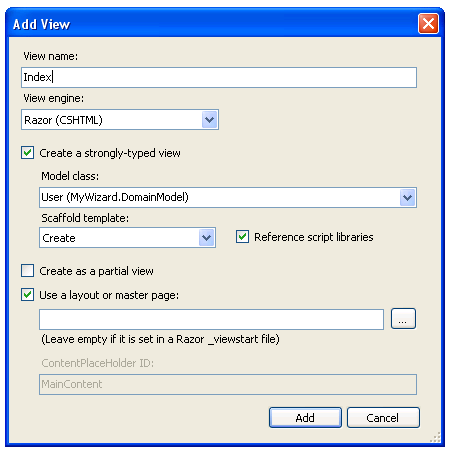 Add View
View name:
Index
View engine:
Razor (CSHTML)
Create a strongly-typed view
Model class:
User (MyWizard.DomainModel)
Scaffold template:
Create
Reference script libraries
Create as a partial view
Use a layout or master page:
...
(Leave empty if it is set in a Razor _viewstart file)
ContentPlaceHolder ID:
MainContent
Add Cancel